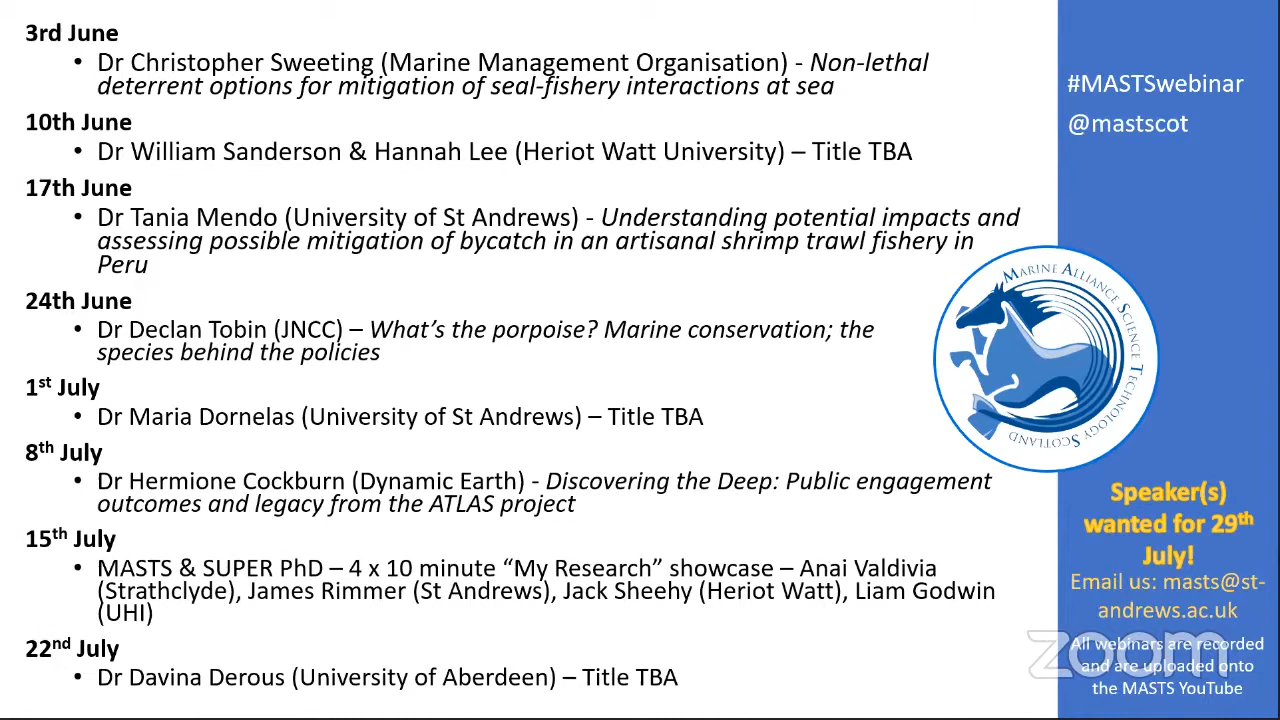 3rd June
• Dr Christopher Sweeting (Marine Management Organisation) - Non-lethal
deterrent options for mitigation of seal-fishery interactions at sea
10th June
• Dr William Sanderson & Hannah Lee (Heriot Watt University) – Title TBA
17th June
• Dr Tania Mendo (University of St Andrews) - Understanding potential impacts and
assessing possible mitigation of bycatch in an artisanal shrimp trawl fishery in
Peru
24th June
• Dr Declan Tobin (JNCC) – What’s the porpoise? Marine conservation; the
species behind the policies
1st July
• Dr Maria Dornelas (University of St Andrews) – Title TBA
8th July
• Dr Hermione Cockburn (Dynamic Earth) - Discovering the Deep: Public engagement
outcomes and legacy from the ATLAS project
15th July
• MASTS & SUPER PhD – 4 x 10 minute “My Research” showcase – Anai Valdivia
(Strathclyde), James Rimmer (St Andrews), Jack Sheehy (Heriot Watt), Liam Godwin
(UHI)
22nd July
• Dr Davina Derous (University of Aberdeen) – Title TBA
#MASTSwebinar
@mastscot
MARINE ALLIANCE SCIENCE TECHNOLOGY SCOTLAND
Speaker(s)
wanted for 29th
July!
Email us: masts@st-
andrews.ac.uk
All webinars are recorded
and are uploaded onto
the MASTS YouTube
zoom